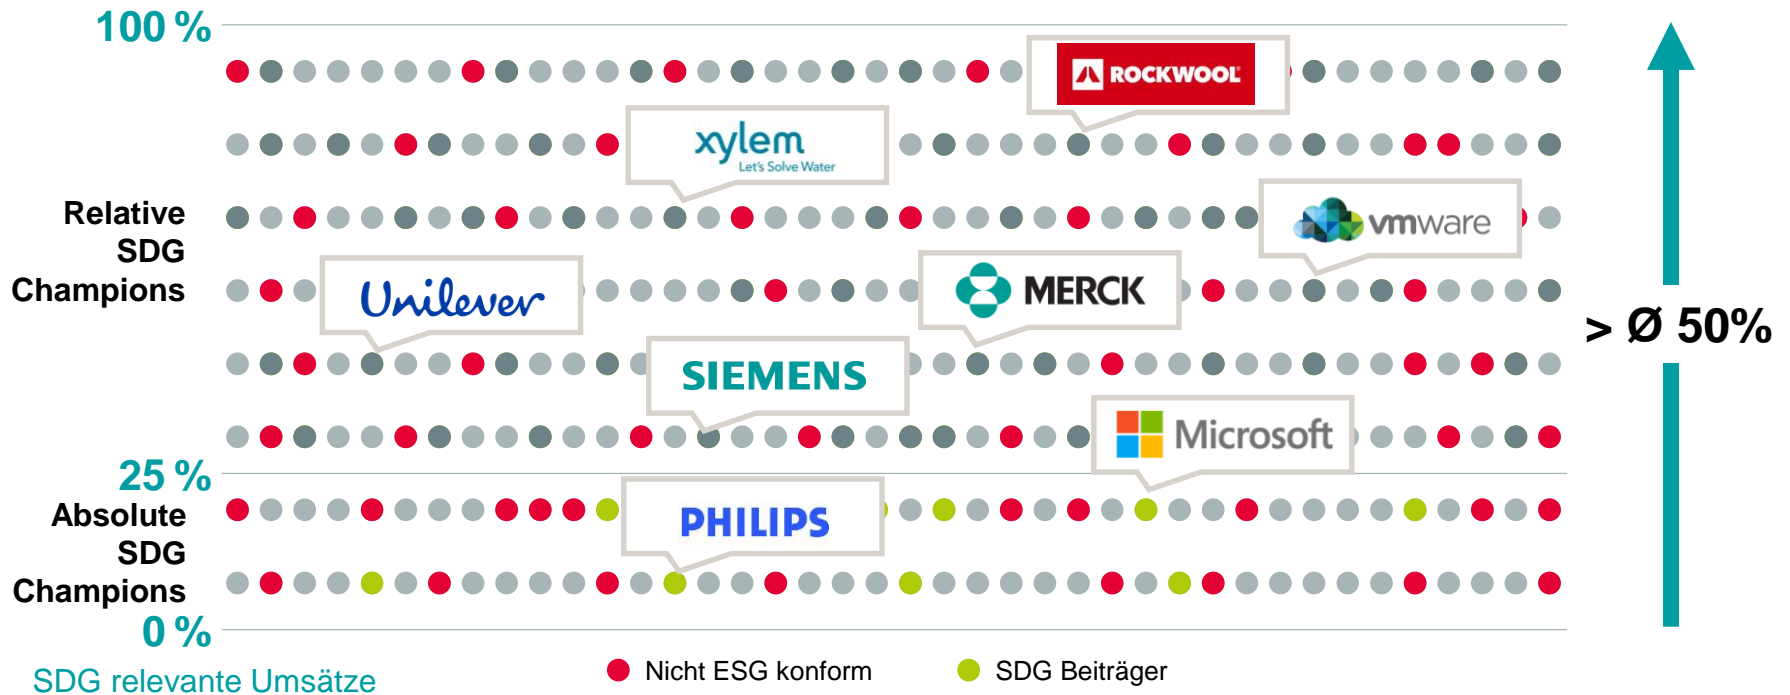 100 %
ROCKWOOL
xylem
Let's Solve Water
Relative
SDG
Champions
vmware
Unilever
MERCK
> Ø 50%
SIEMENS
Microsoft
25 %
Absolute
SDG
Champions
PHILIPS
0 %
SDG relevante Umsätze
Nicht ESG konform
SDG Beiträger